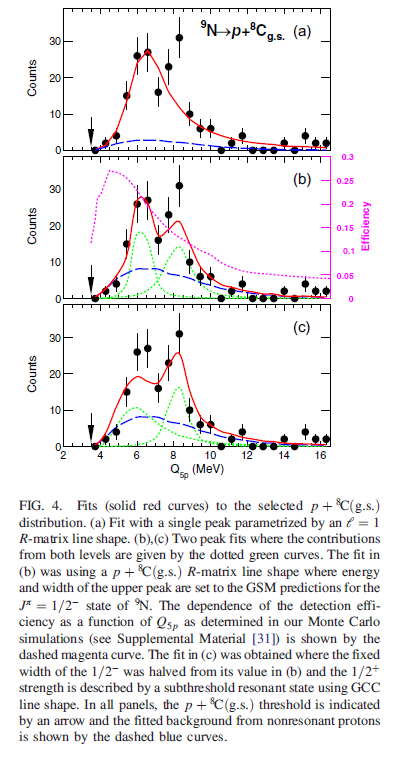 ⁹N→p+⁸C_g.s. (a)
30
20
10
0
Counts
(b)
30
20
10
0
Counts
0.3
0.25
0.2
0.15
0.1
0.05
0
Efficiency
(c)
30
20
10
0
Counts
2 4 6 8 10 12 14 16
Q_5p (MeV)
FIG. 4. Fits (solid red curves) to the selected p + ⁸C(g.s.)
distribution. (a) Fit with a single peak parametrized by an ℓ = 1
R-matrix line shape. (b),(c) Two peak fits where the contributions
from both levels are given by the dotted green curves. The fit in
(b) was using a p + ⁸C(g.s.) R-matrix line shape where energy
and width of the upper peak are set to the GSM predictions for the
J^π = 1/2⁻ state of ⁹N. The dependence of the detection effi-
ciency as a function of Q_5p as determined in our Monte Carlo
simulations (see Supplemental Material [31]) is shown by the
dashed magenta curve. The fit in (c) was obtained where the fixed
width of the 1/2⁻ was halved from its value in (b) and the 1/2⁺
strength is described by a subthreshold resonant state using GCC
line shape. In all panels, the p + ⁸C(g.s.) threshold is indicated
by an arrow and the fitted background from nonresonant protons
is shown by the dashed blue curves.